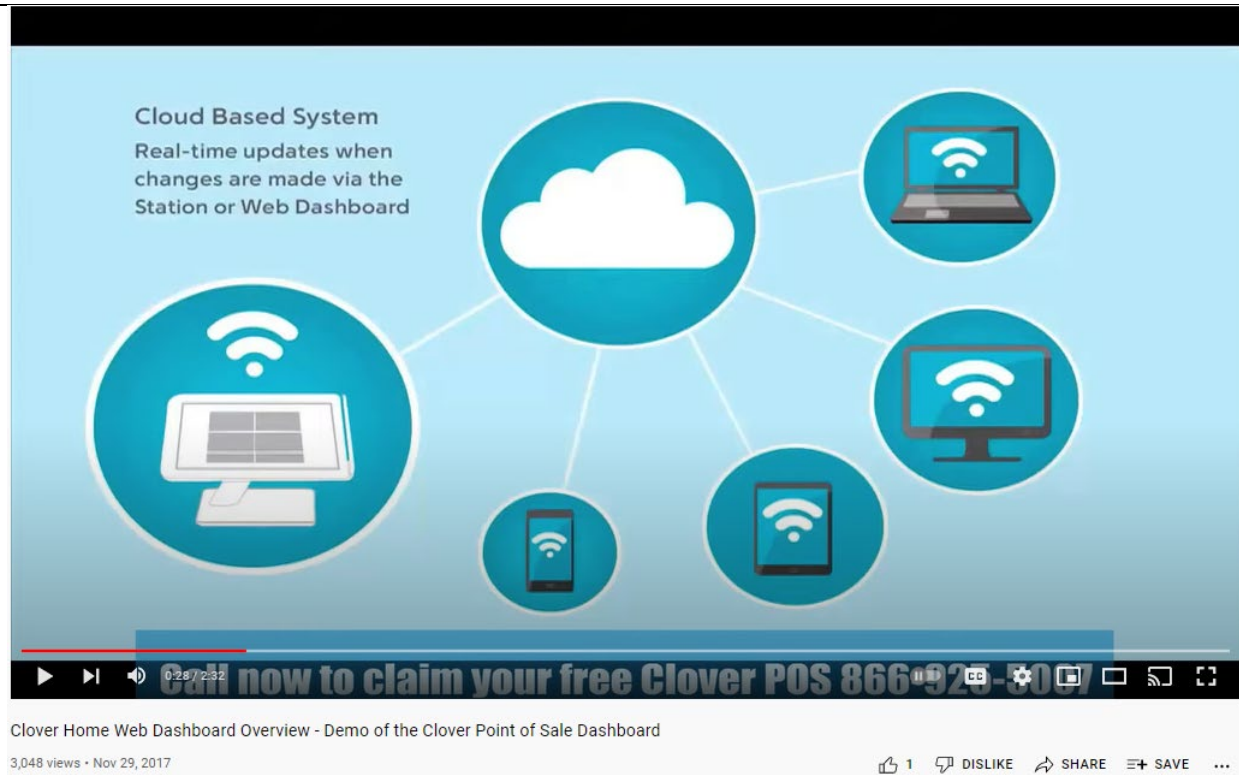 Cloud Based System
Real-time updates when
changes are made via the
Station or Web Dashboard
Call now to claim your free Clover POS
0:28 / 2:32
CC
Clover Home Web Dashboard Overview - Demo of the Clover Point of Sale Dashboard
3,048 views • Nov 29, 2017
1 DISLIKE SHARE SAVE ...